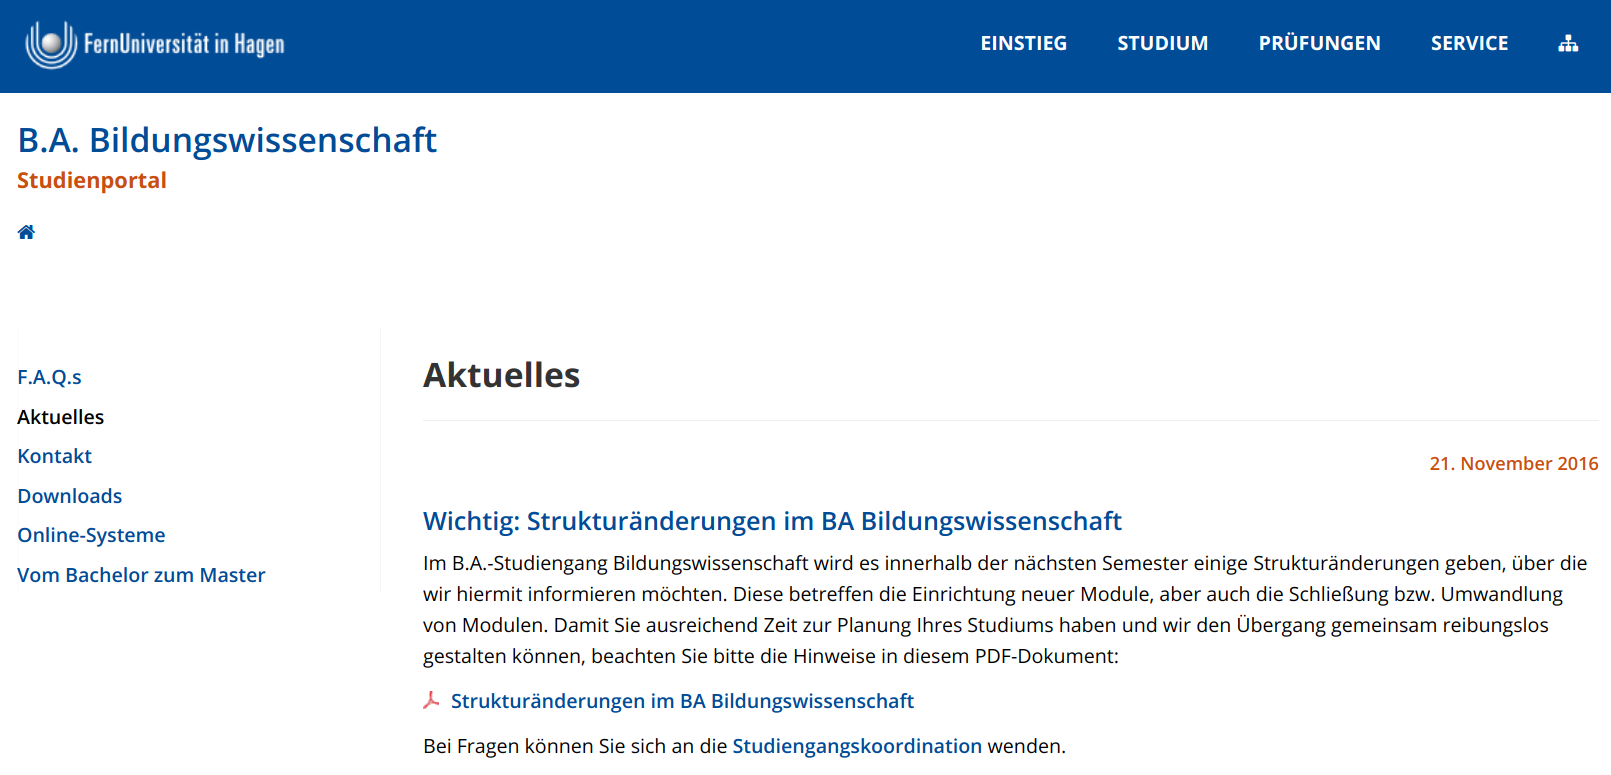 FernUniversität in Hagen
EINSTIEG STUDIUM PRÜFUNGEN SERVICE
B.A. Bildungswissenschaft
Studienportal
F.A.Q.s
Aktuelles
Kontakt
Downloads
Online-Systeme
Vom Bachelor zum Master
Aktuelles
21. November 2016
Wichtig: Strukturänderungen im BA Bildungswissenschaft
Im B.A.-Studiengang Bildungswissenschaft wird es innerhalb der nächsten Semester einige Strukturänderungen geben, über die
wir hiermit informieren möchten. Diese betreffen die Einrichtung neuer Module, aber auch die Schließung bzw. Umwandlung
von Modulen. Damit Sie ausreichend Zeit zur Planung Ihres Studiums haben und wir den Übergang gemeinsam reibungslos
gestalten können, beachten Sie bitte die Hinweise in diesem PDF-Dokument:
Strukturänderungen im BA Bildungswissenschaft
Bei Fragen können Sie sich an die Studiengangskoordination wenden.